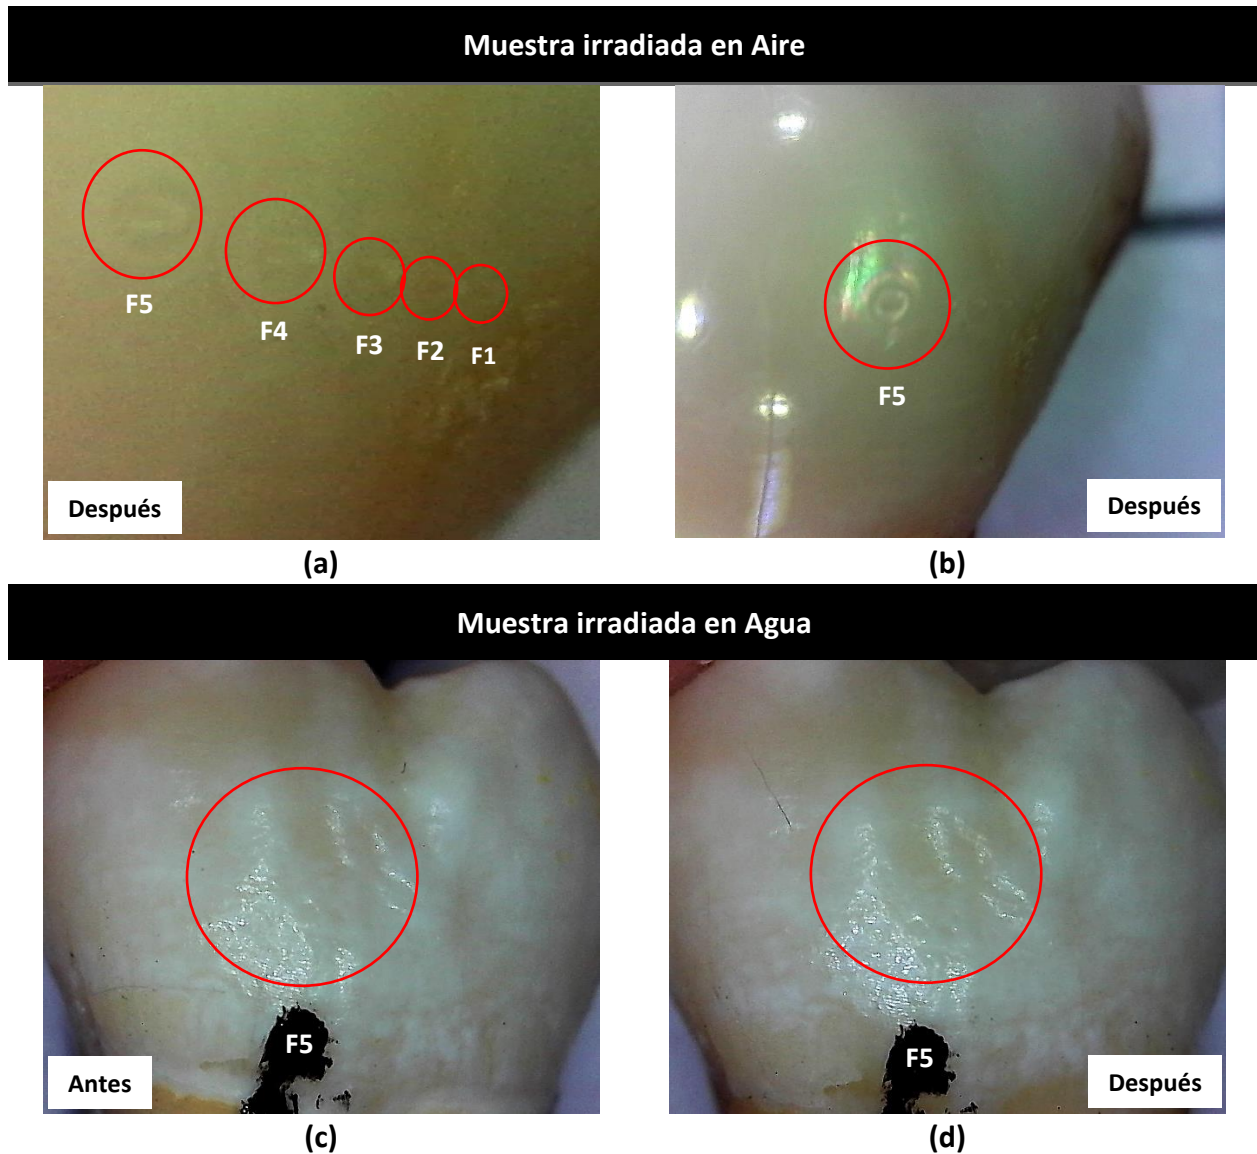 Muestra irradiada en Aire
F5
F4
F3
F2
F1
Después
(a)
F5
Después
(b)
Muestra irradiada en Agua
F5
Antes
(c)
F5
Después
(d)